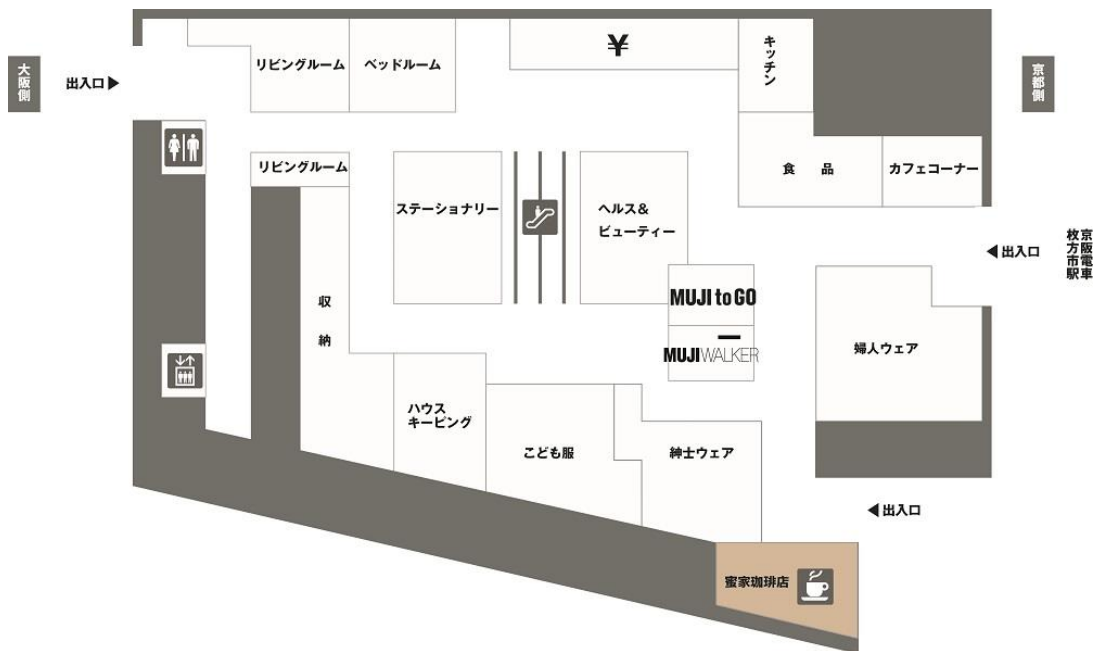 大阪側
出入口▶
リビングルーム
ベッドルーム
¥
キッチン
京都側
リビングルーム
ステーショナリー
ヘルス&
ビューティー
食品
カフェコーナー
◀出入口
京阪電車
枚方市駅
MUJI to GO
MUJI WALKER
収納
婦人ウェア
ハウス
キーピング
こども服
紳士ウェア
◀出入口
蜜家珈琲店